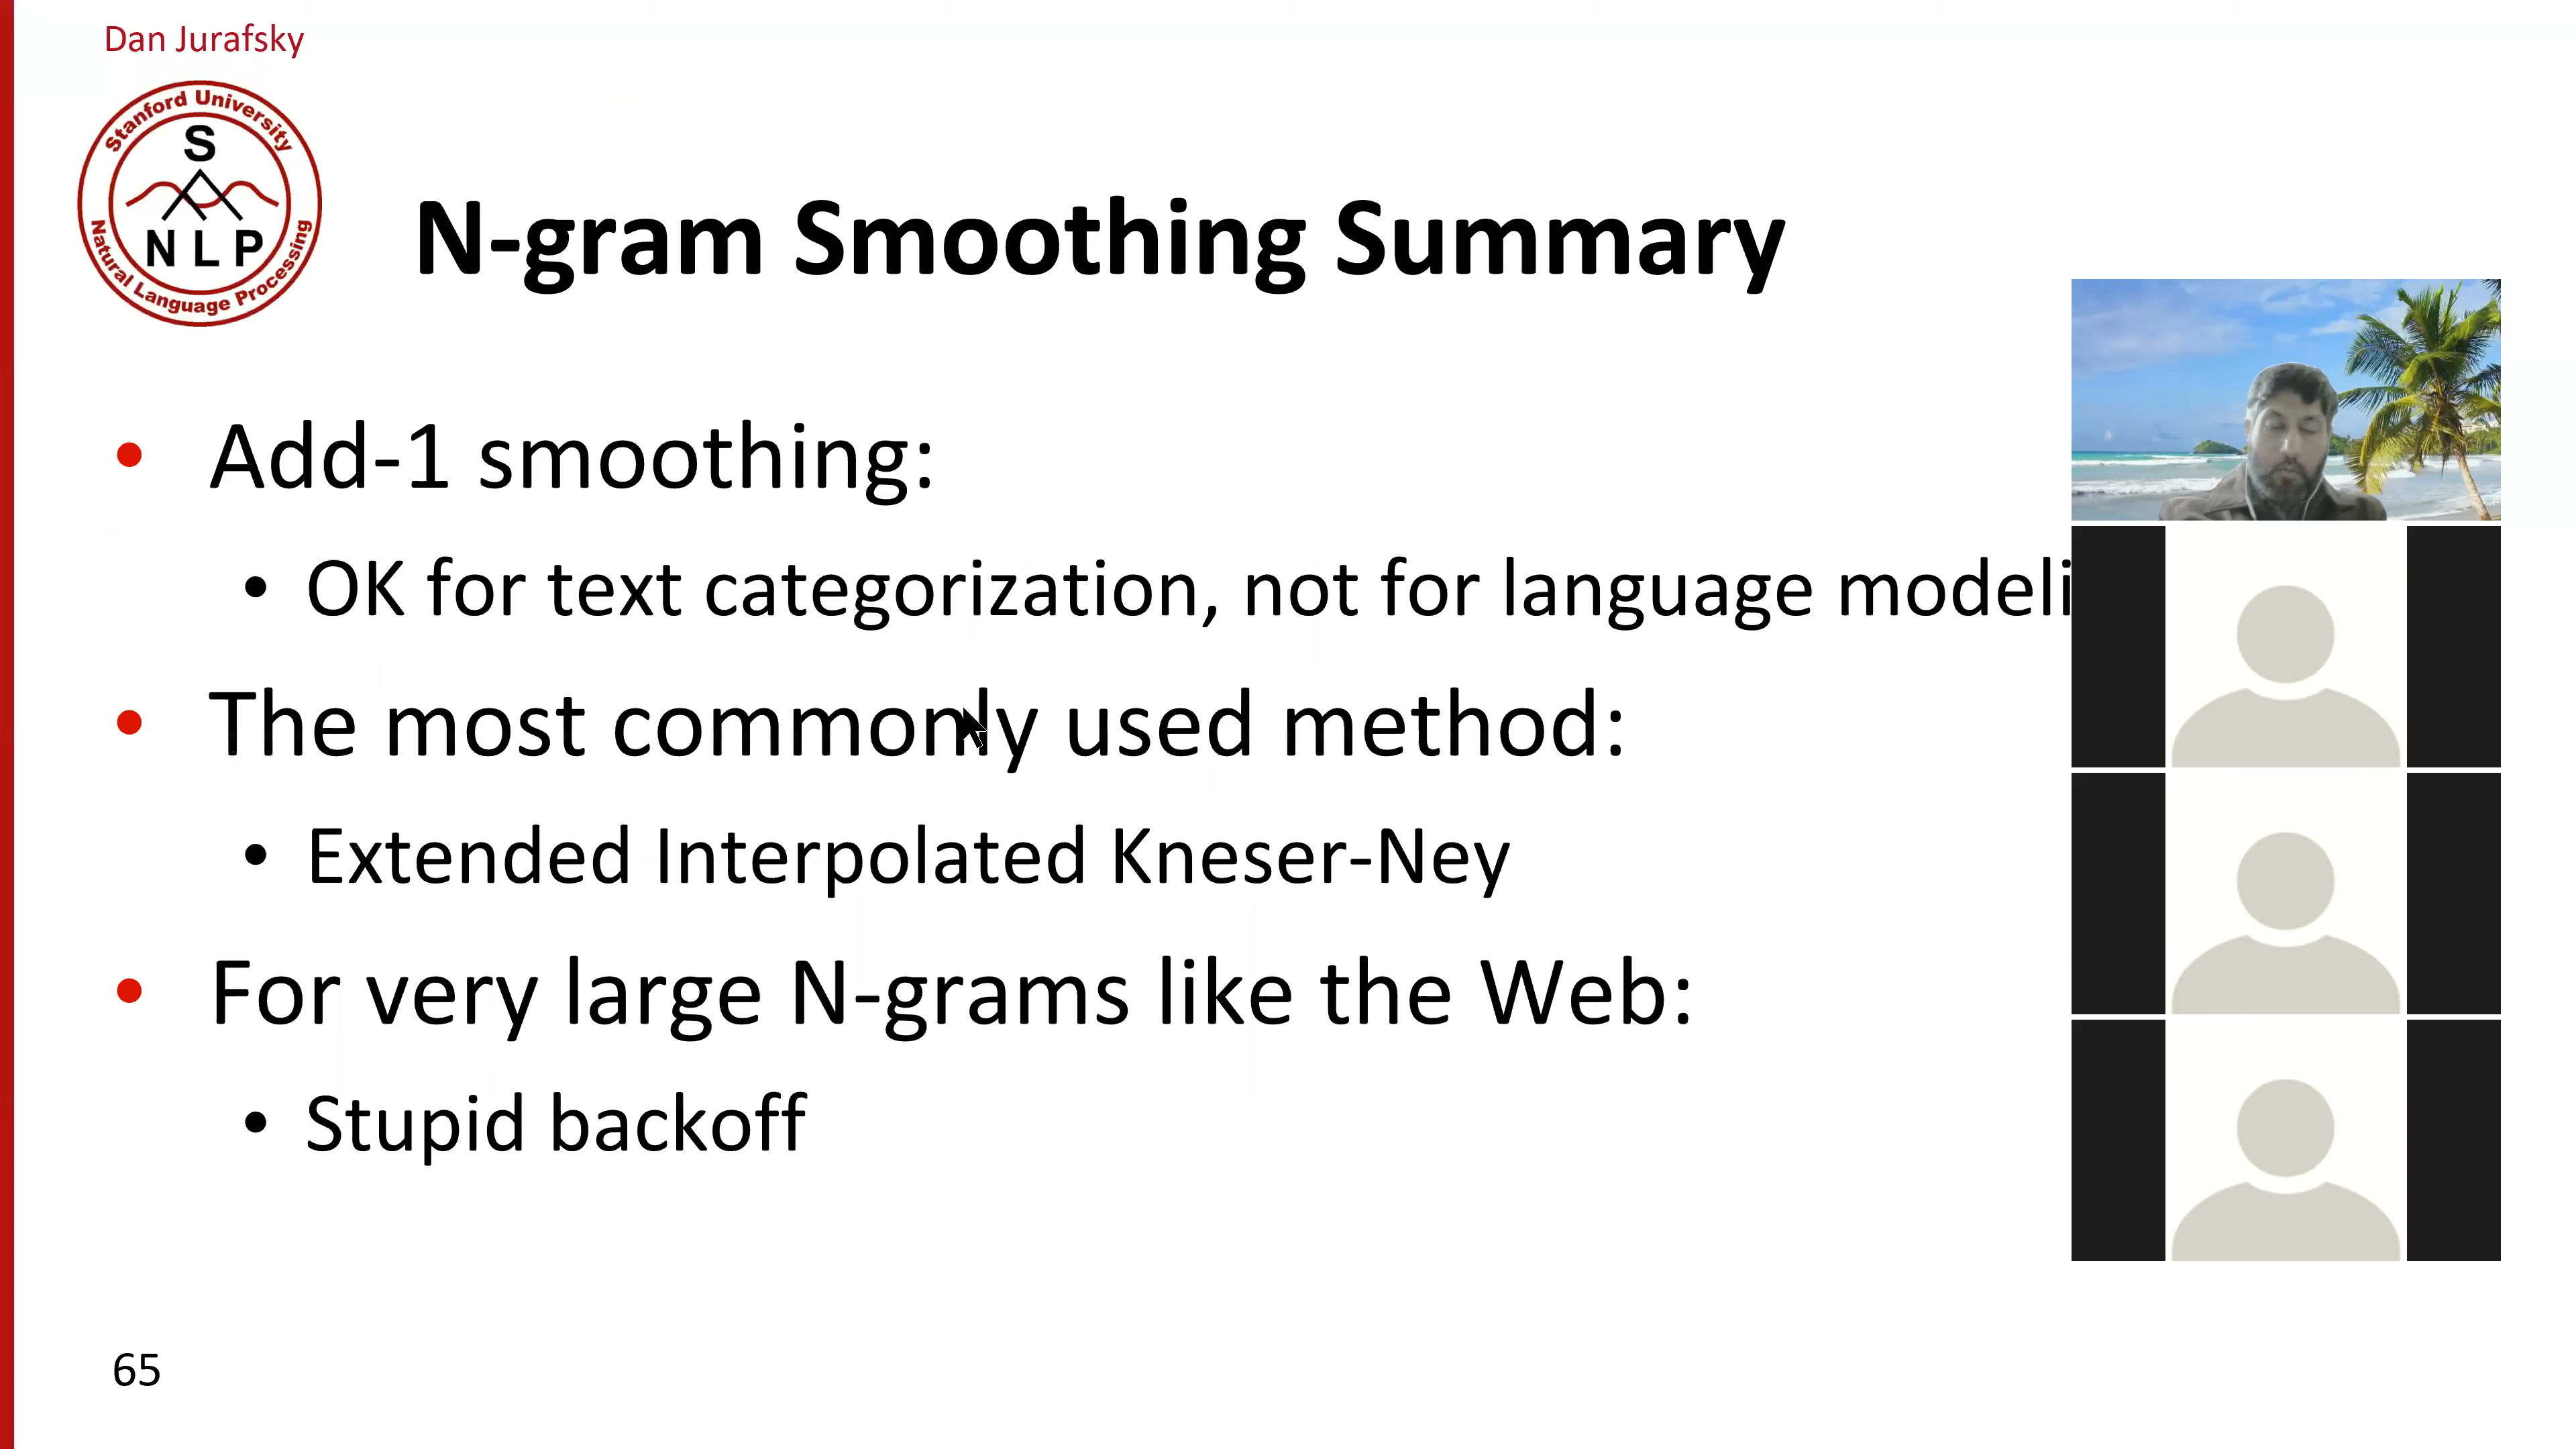 Dan Jurafsky
Stanford University
S
N L P
Natural Language Processing
N-gram Smoothing Summary
• Add-1 smoothing:
• OK for text categorization, not for language modeli
• The most commonly used method:
• Extended Interpolated Kneser-Ney
• For very large N-grams like the Web:
• Stupid backoff
65